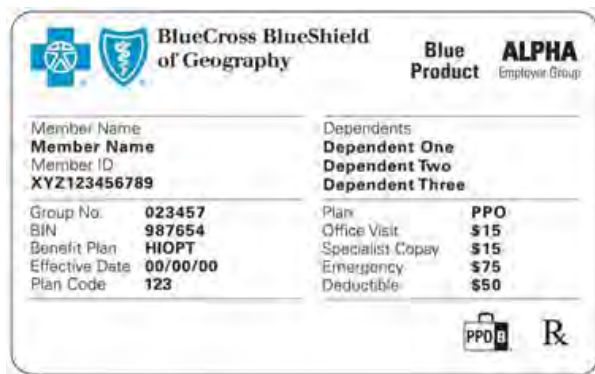 BlueCross BlueShield
of Geography
Blue
Product
ALPHA
Employer Group
Member Name
Member Name
Member ID
XYZ123456789
Dependents
Dependent One
Dependent Two
Dependent Three
Group No. 023457
BIN 987654
Benefit Plan HIOPT
Effective Date 00/00/00
Plan Code 123
Plan PPO
Office Visit $15
Specialist Copay $15
Emergency $75
Deductible $50
PPO B
Rx